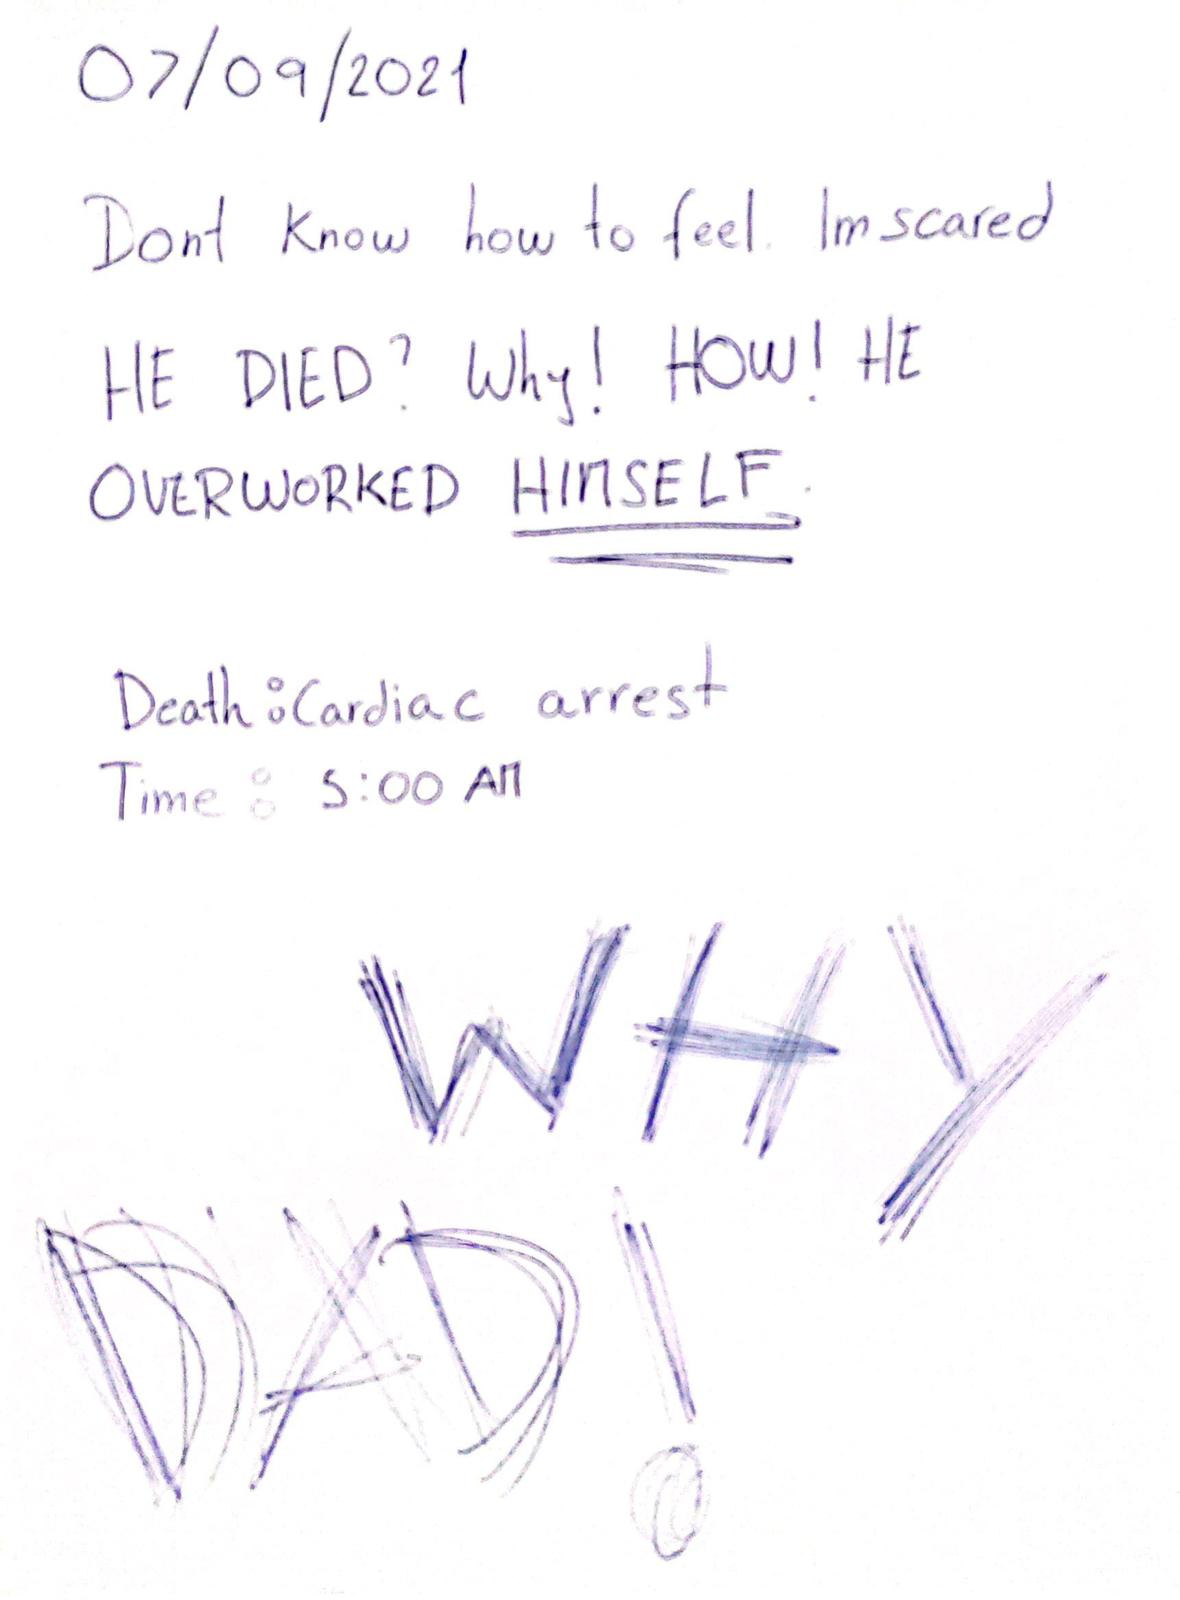 07/09/2021
Dont Know how to feel. Im scared
HE DIED? Why! HOW! HE
OVERWORKED HIMSELF.
Death: Cardiac arrest
Time: 5:00 AM
WHY
DAD!